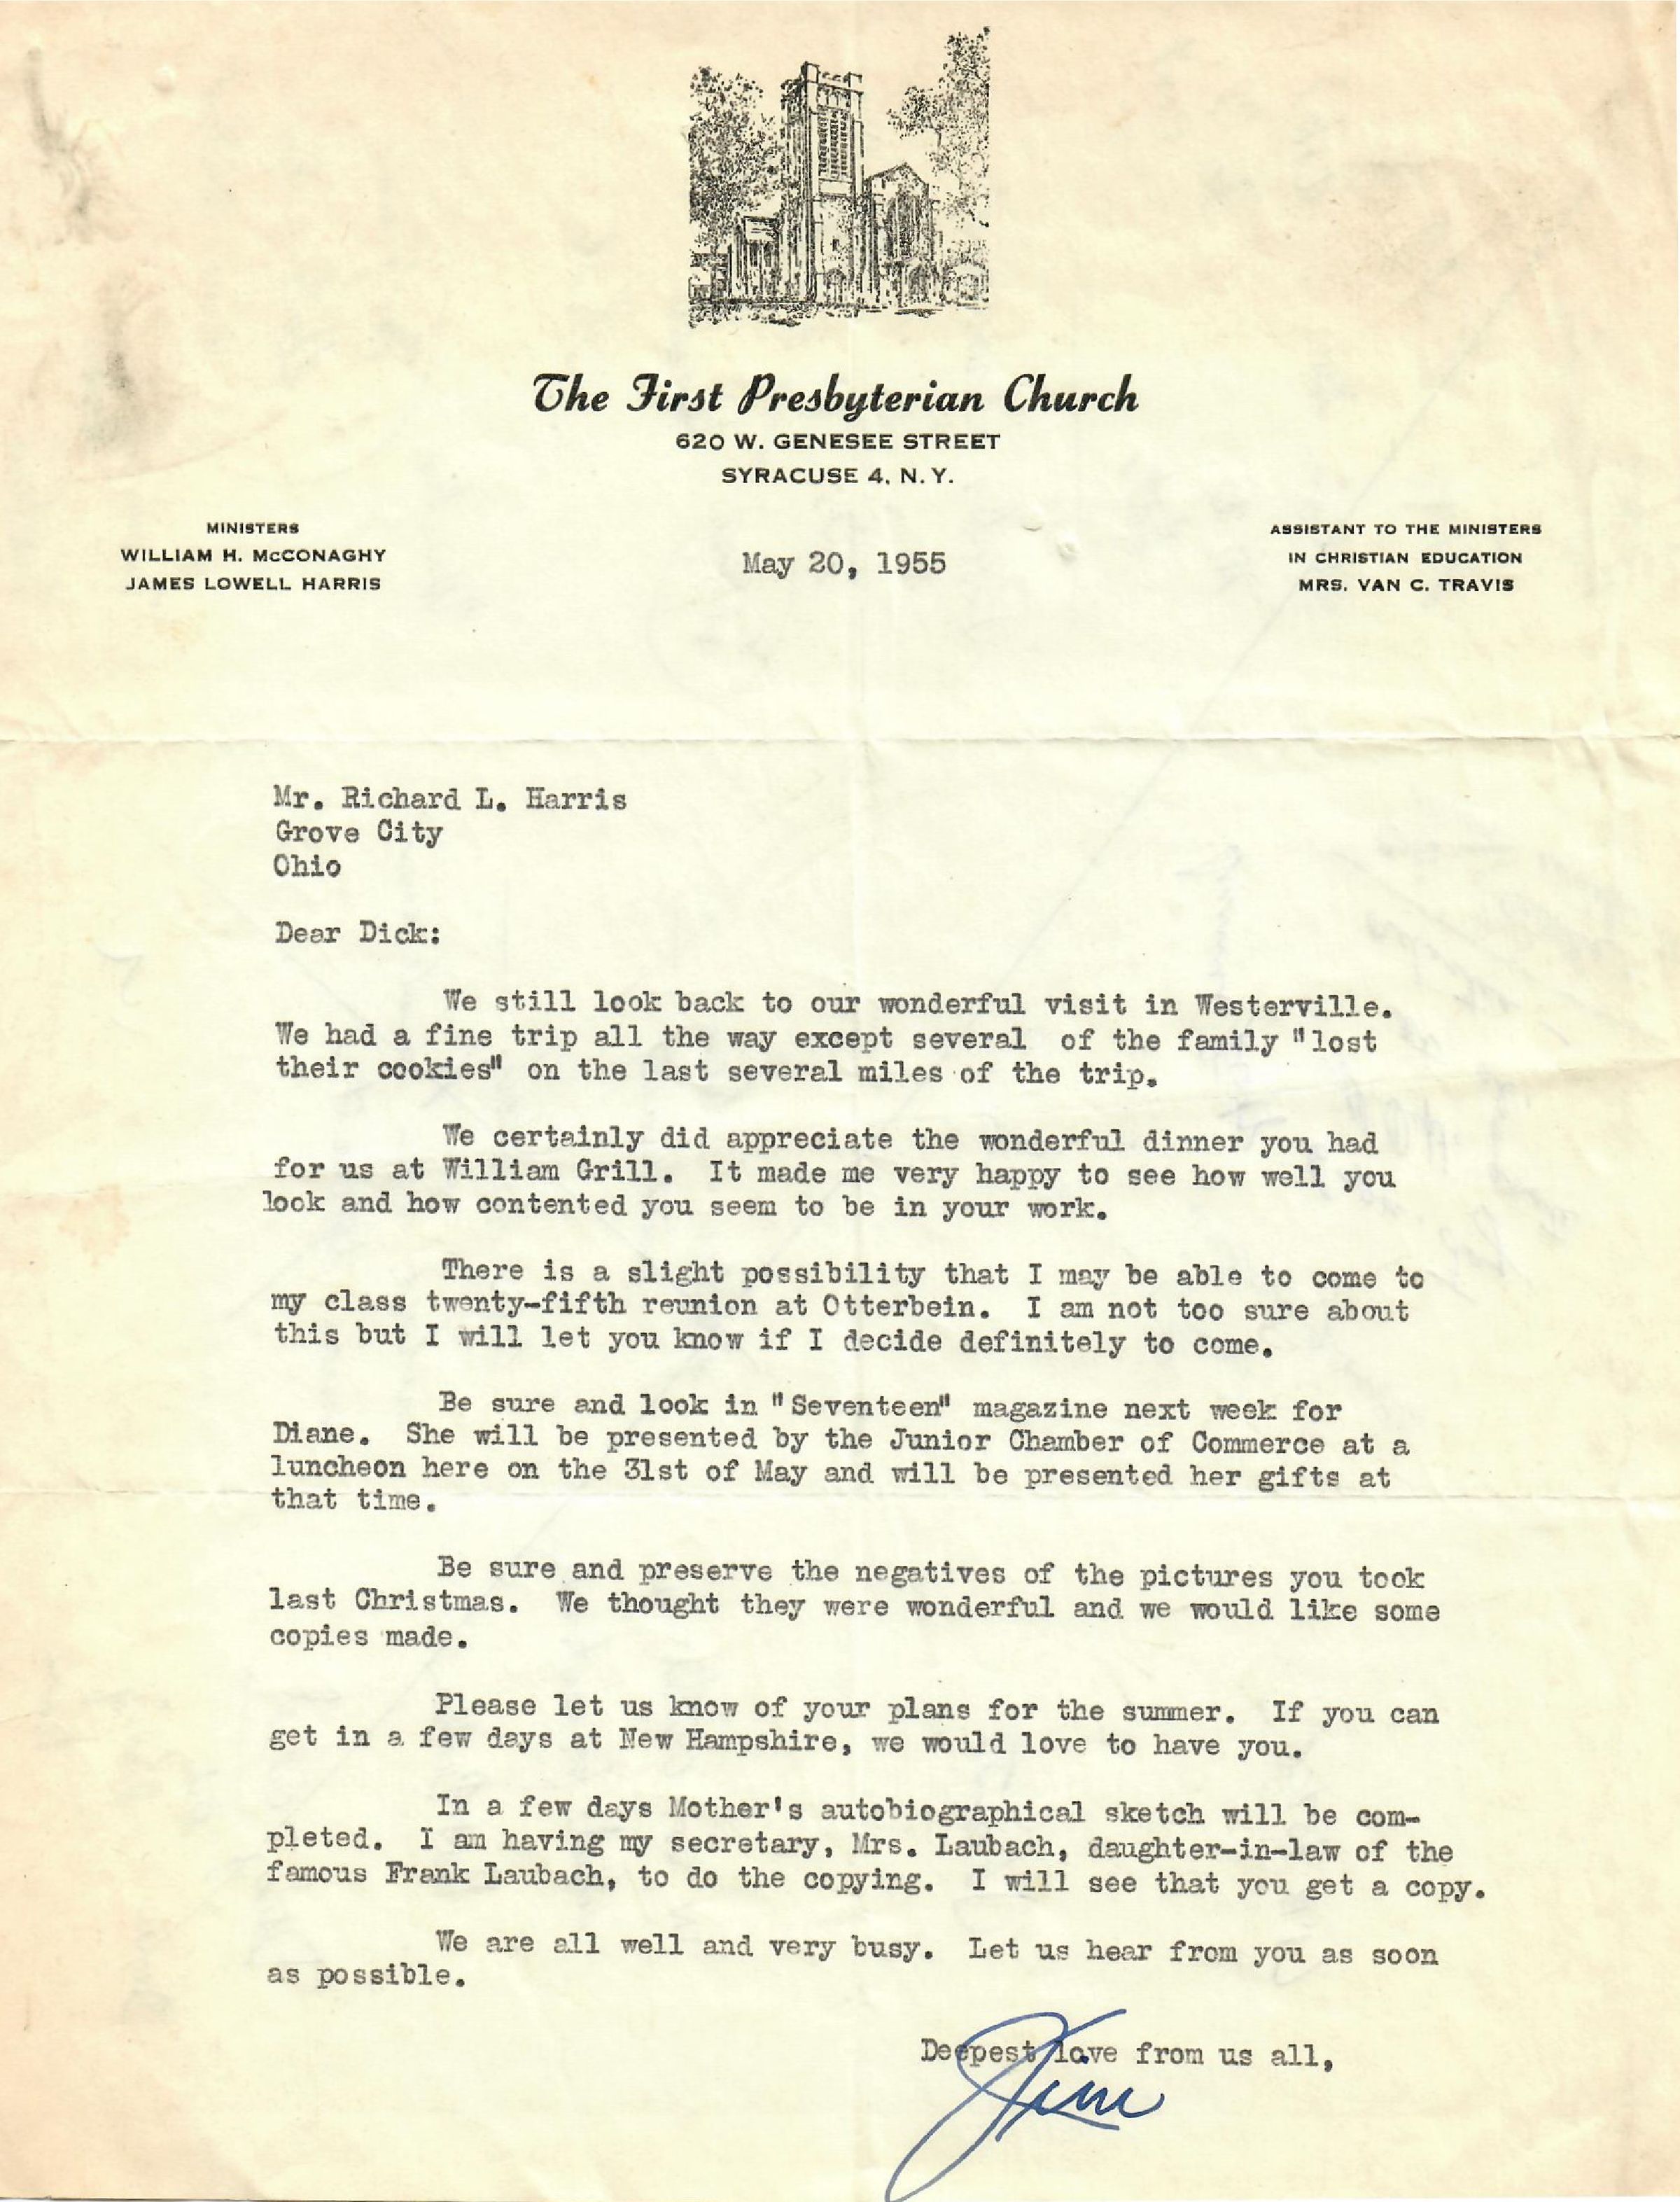 The First Presbyterian Church
620 W. GENESEE STREET
SYRACUSE 4, N. Y.
MINISTERS
WILLIAM H. McCONAGHY
JAMES LOWELL HARRIS
May 20, 1955
ASSISTANT TO THE MINISTERS
IN CHRISTIAN EDUCATION
MRS. VAN C. TRAVIS
Mr. Richard L. Harris
Grove City
Ohio
Dear Dick:
We still look back to our wonderful visit in Westerville.
We had a fine trip all the way except several of the family "lost
their cookies" on the last several miles of the trip.
We certainly did appreciate the wonderful dinner you had
for us at William Grill. It made me very happy to see how well you
look and how contented you seem to be in your work.
There is a slight possibility that I may be able to come to
my class twenty-fifth reunion at Otterbein. I am not too sure about
this but I will let you know if I decide definitely to come.
Be sure and look in "Seventeen" magazine next week for
Diane. She will be presented by the Junior Chamber of Commerce at a
luncheon here on the 31st of May and will be presented her gifts at
that time.
Be sure and preserve the negatives of the pictures you took
last Christmas. We thought they were wonderful and we would like some
copies made.
Please let us know of your plans for the summer. If you can
get in a few days at New Hampshire, we would love to have you.
In a few days Mother's autobiographical sketch will be com-
pleted. I am having my secretary, Mrs. Laubach, daughter-in-law of the
famous Frank Laubach, to do the copying. I will see that you get a copy.
We are all well and very busy. Let us hear from you as soon
as possible.
Deepest love from us all,
Jim